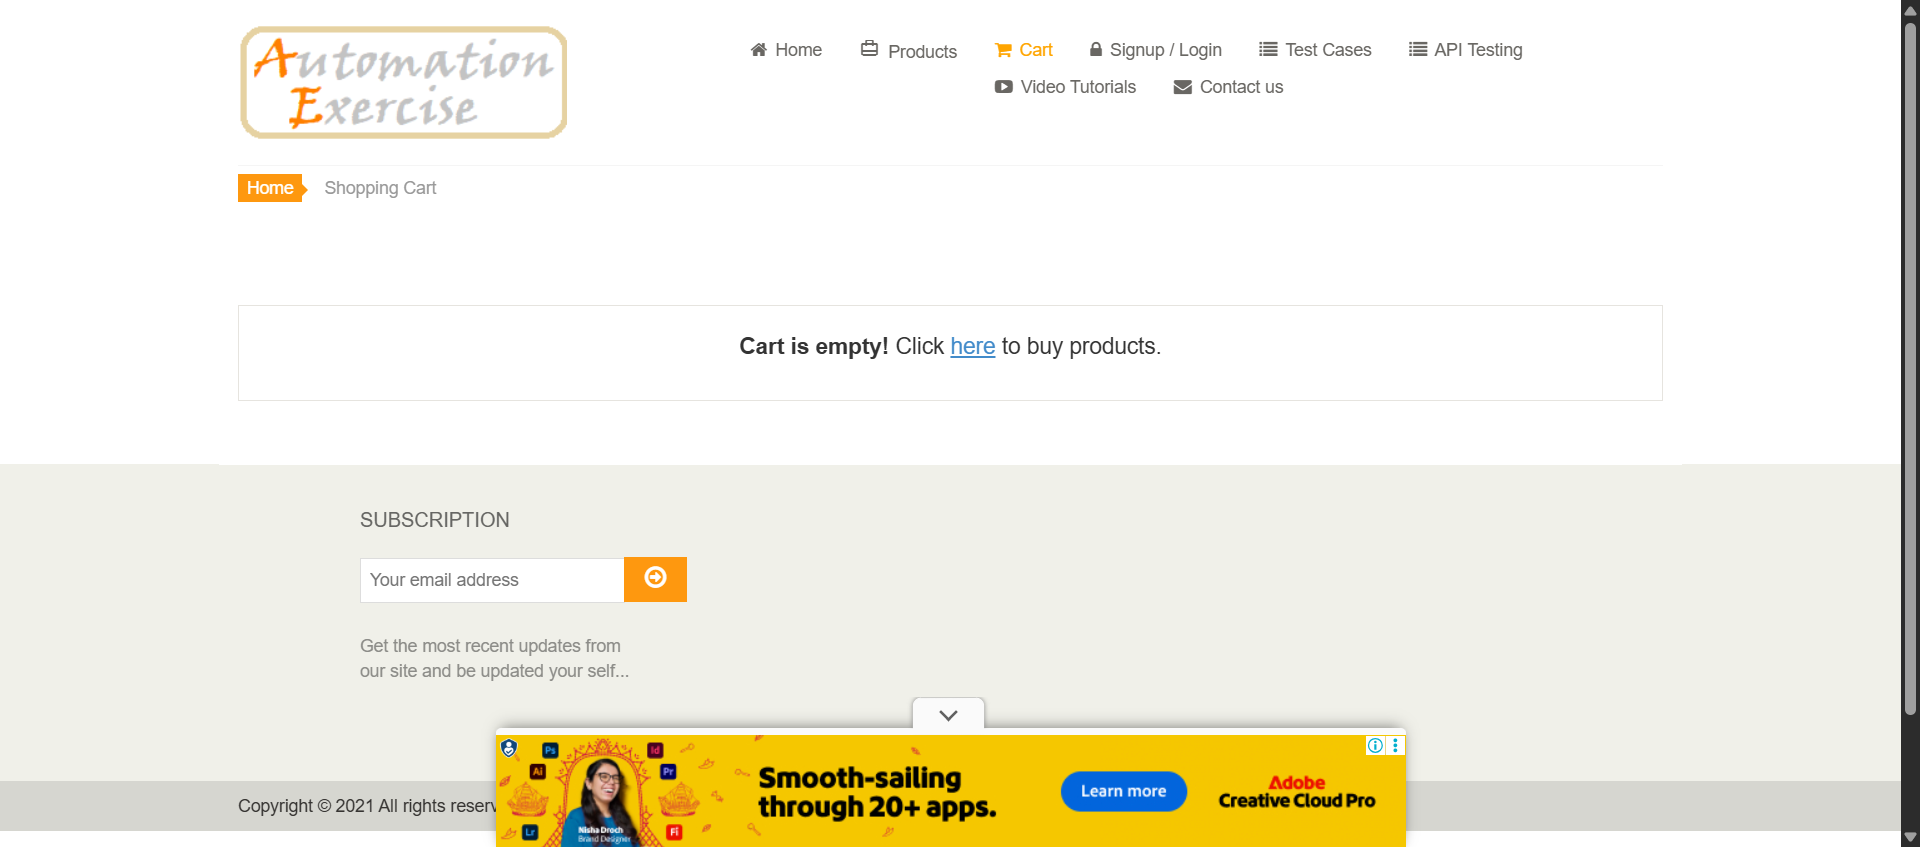 Automation
Exercise
Home
Products
Cart
Signup / Login
Test Cases
API Testing
Video Tutorials
Contact us
Home
Shopping Cart
Cart is empty! Click here to buy products.
SUBSCRIPTION
Your email address
Get the most recent updates from
our site and be updated your self...
Copyright © 2021 All rights reserv
Ps
Id
Ai
Pr
Lr
Fi
Nisha Droch
Brand Designer
Smooth-sailing
through 20+ apps.
Learn more
Adobe
Creative Cloud Pro